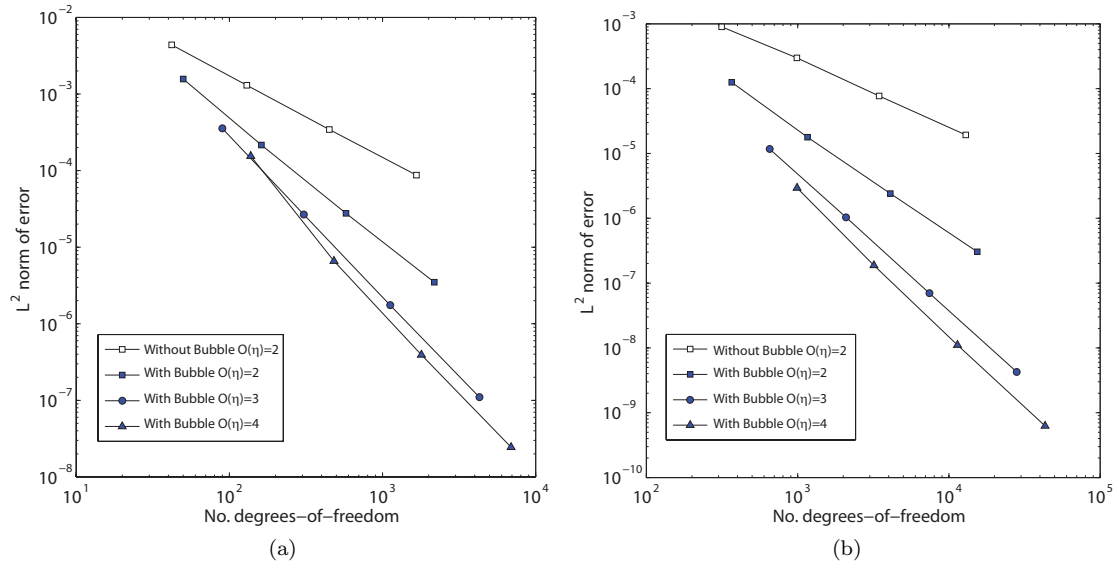 10^−2
10^−3
10^−4
10^−5
10^−6
10^−7
10^−8
L^2 norm of error
Without Bubble O(η)=2
With Bubble O(η)=2
With Bubble O(η)=3
With Bubble O(η)=4
10^1
10^2
10^3
10^4
No. degrees−of−freedom
(a)
10^−3
10^−4
10^−5
10^−6
10^−7
10^−8
10^−9
10^−10
L^2 norm of error
Without Bubble O(η)=2
With Bubble O(η)=2
With Bubble O(η)=3
With Bubble O(η)=4
10^2
10^3
10^4
10^5
No. degrees−of−freedom
(b)